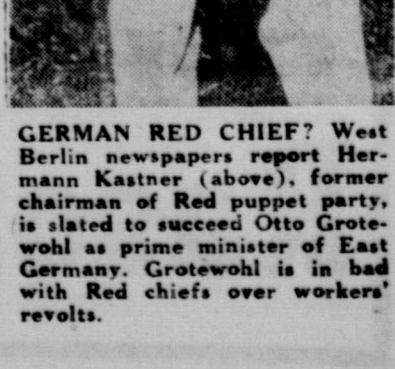 GERMAN RED CHIEF? West
Berlin newspapers report Her-
mann Kastner (above), former
chairman of Red puppet party,
is slated to succeed Otto Grote-
wohl as prime minister of East
Germany. Grotewohl is in bad
with Red chiefs over workers'
revolts.